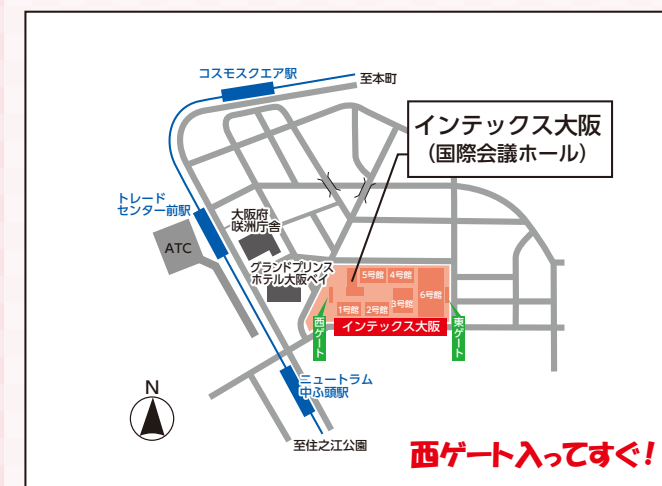 コスモスクエア駅
至本町
インテックス大阪
(国際会議ホール)
トレード
センター前駅
大阪府
咲洲庁舎
ATC
グランドプリンス
ホテル大阪ベイ
5号館
4号館
6号館
3号館
1号館
2号館
インテックス大阪
西ゲート
東ゲート
ニュートラム
中ふ頭駅
N
至住之江公園
西ゲート入ってすぐ!